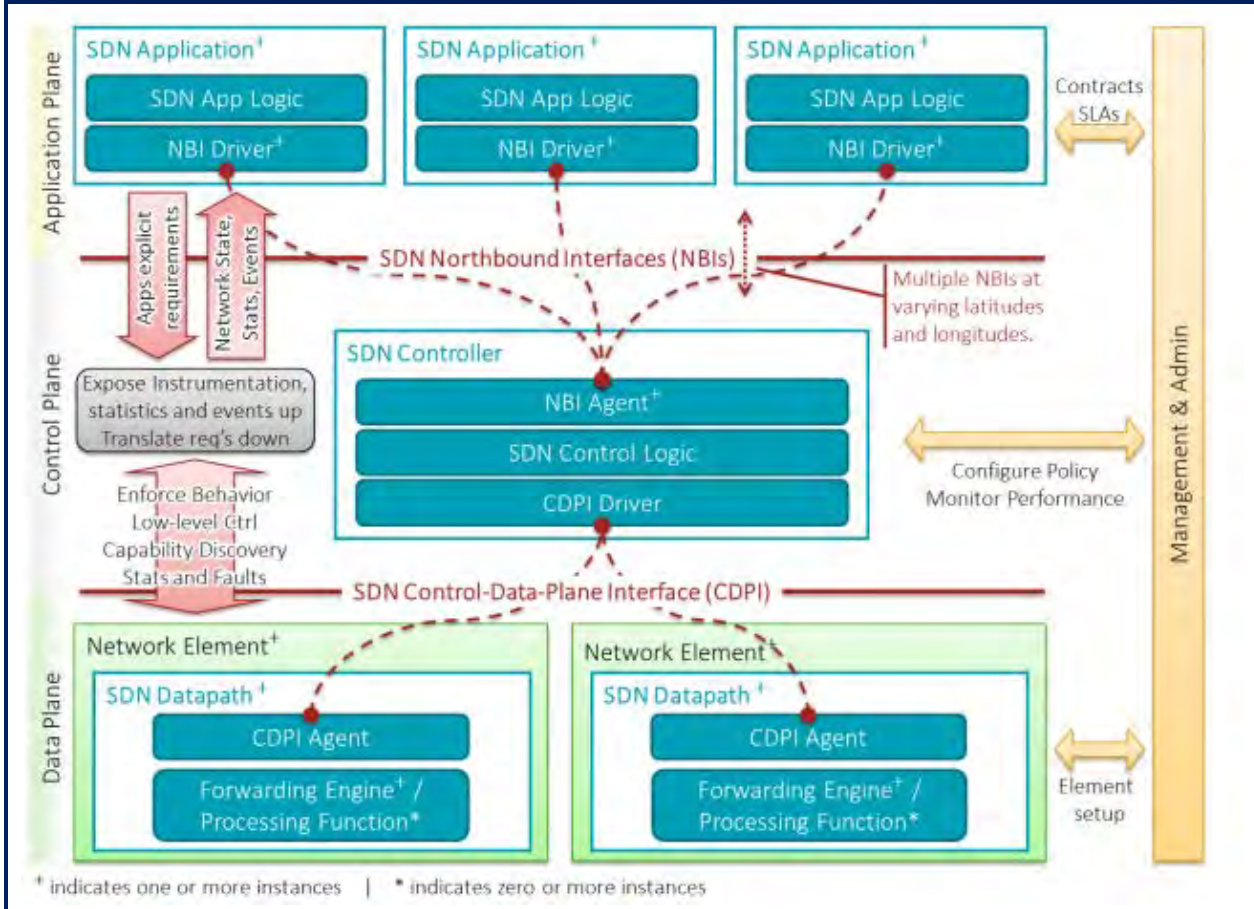 Application Plane
SDN Application+
SDN App Logic
NBI Driver+
SDN Application+
SDN App Logic
NBI Driver+
SDN Application+
SDN App Logic
NBI Driver+
Contracts
SLAs
Apps explicit
requirements
Network State,
Stats, Events
SDN Northbound Interfaces (NBIs)
Multiple NBIs at
varying latitudes
and longitudes.
Control Plane
Expose Instrumentation,
statistics and events up
Translate req's down
SDN Controller
NBI Agent+
SDN Control Logic
CDPI Driver
Configure Policy
Monitor Performance
Management & Admin
Enforce Behavior
Low-level Ctrl
Capability Discovery
Stats and Faults
SDN Control-Data-Plane Interface (CDPI)
Data Plane
Network Element+
SDN Datapath+
CDPI Agent
Forwarding Engine+ /
Processing Function*
Network Element+
SDN Datapath+
CDPI Agent
Forwarding Engine+ /
Processing Function*
Element
setup
+ indicates one or more instances | * indicates zero or more instances